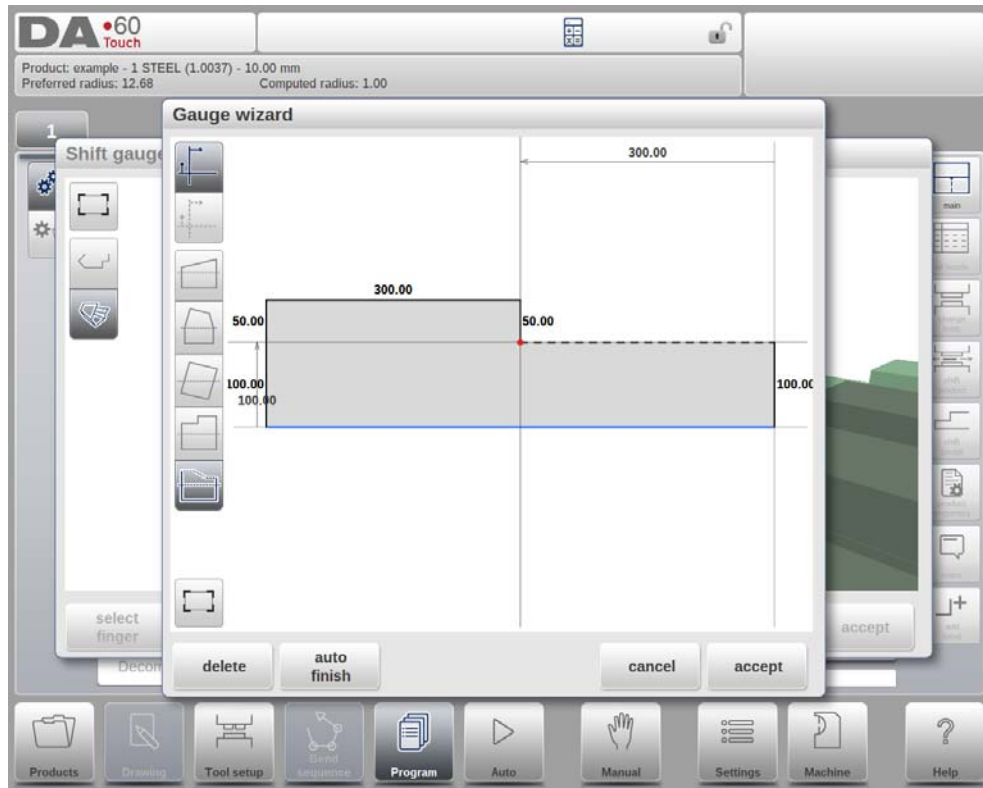 DA•60
Touch
Product: example - 1 STEEL (1.0037) - 10.00 mm
Preferred radius: 12.68 Computed radius: 1.00
1
Shift gauge
Gauge wizard
300.00
300.00
50.00
50.00
100.00
100.00
100.00
main
select
finger
accept
Decom
delete
auto
finish
cancel
accept
Products
Drawing
Tool setup
Bend
sequence
Program
Auto
Manual
Settings
Machine
Help